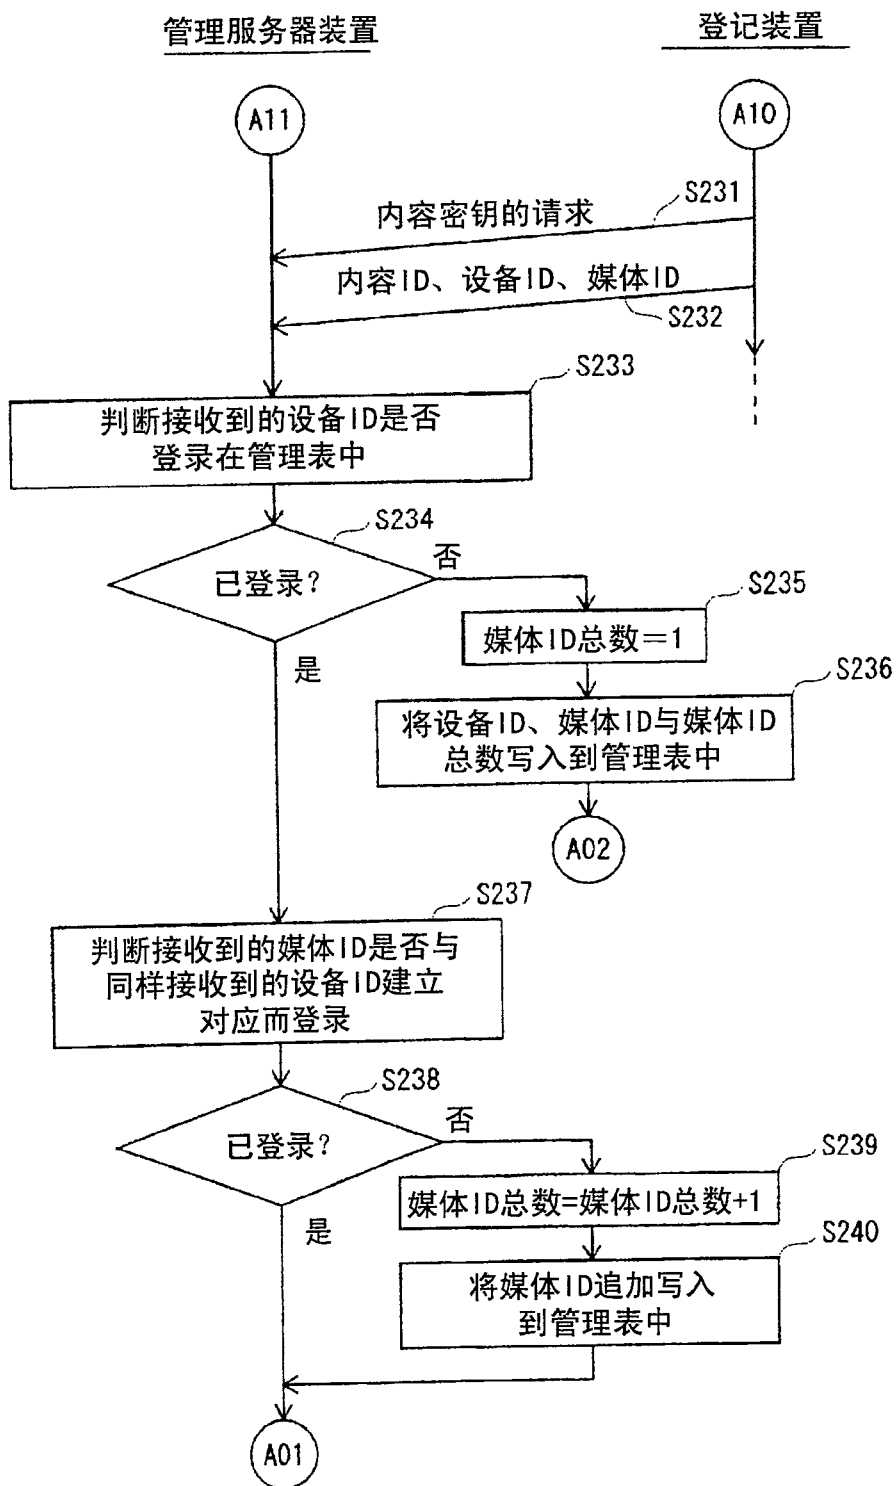 管理服务器装置
登记装置
A11
A10
S231
内容密钥的请求
内容ID、设备ID、媒体ID
S232
S233
判断接收到的设备ID是否
登录在管理表中
S234
已登录?
否
是
S235
媒体ID总数=1
S236
将设备ID、媒体ID与媒体ID
总数写入到管理表中
A02
S237
判断接收到的媒体ID是否与
同样接收到的设备ID建立
对应而登录
S238
已登录?
否
是
S239
媒体ID总数=媒体ID总数+1
S240
将媒体ID追加写入
到管理表中
A01